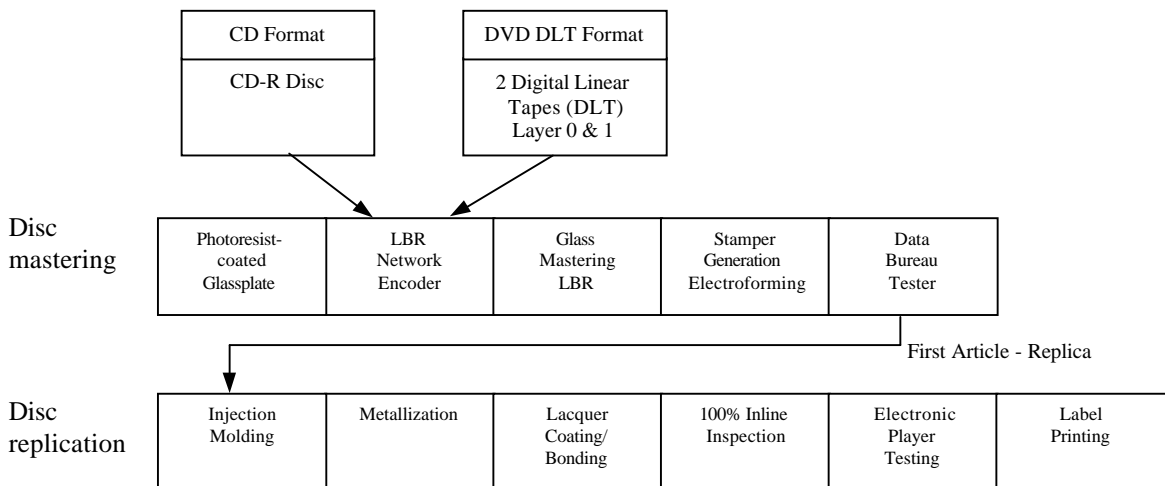 CD Format
CD-R Disc
DVD DLT Format
2 Digital Linear
Tapes (DLT)
Layer 0 & 1
Disc
mastering
Photoresist-
coated
Glassplate
LBR
Network
Encoder
Glass
Mastering
LBR
Stamper
Generation
Electroforming
Data
Bureau
Tester
First Article - Replica
Disc
replication
Injection
Molding
Metallization
Lacquer
Coating/
Bonding
100% Inline
Inspection
Electronic
Player
Testing
Label
Printing